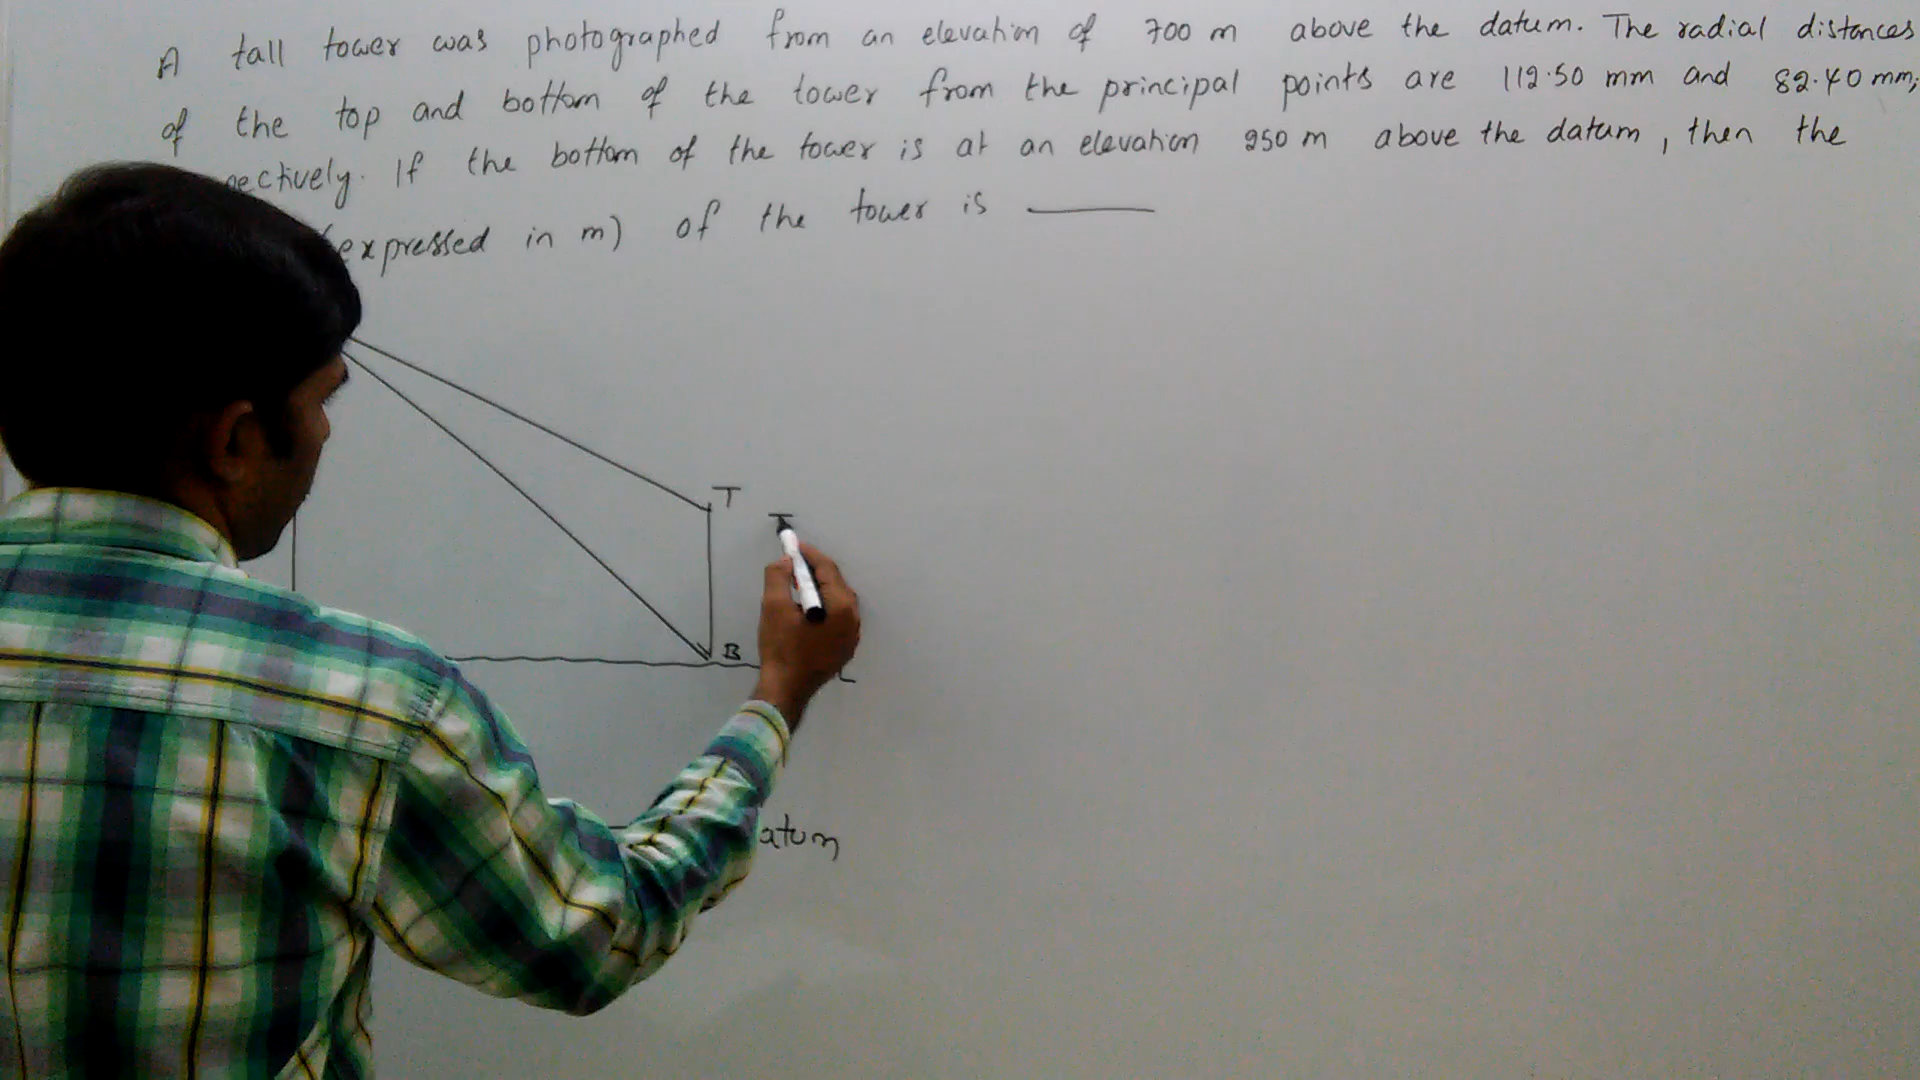 A tall tower was photographed from an elevation of 700 m above the datum. The radial distances
of the top and bottom of the tower from the principal points are 112.50 mm and 82.40 mm,
pectively. If the bottom of the tower is at an elevation 250 m above the datum, then the
(expressed in m) of the tower is ______
T
B
atum